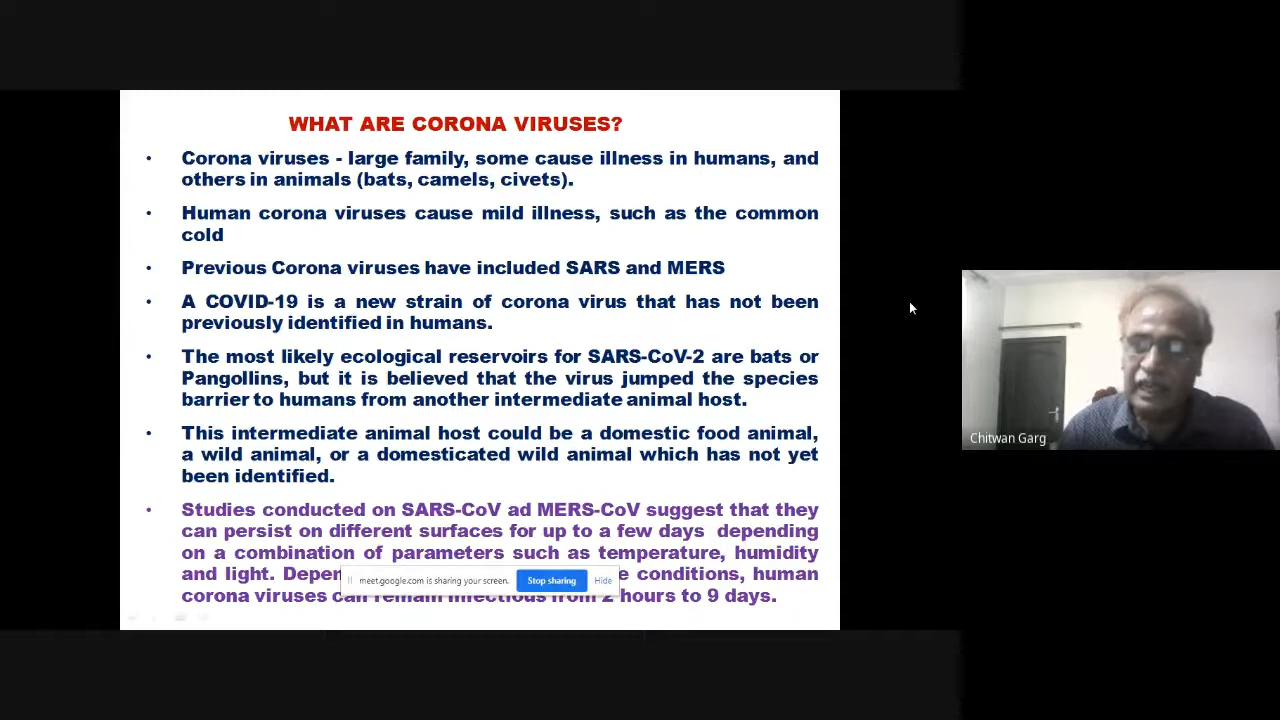 WHAT ARE CORONA VIRUSES?
• Corona viruses - large family, some cause illness in humans, and
others in animals (bats, camels, civets).
• Human corona viruses cause mild illness, such as the common
cold
• Previous Corona viruses have included SARS and MERS
• A COVID-19 is a new strain of corona virus that has not been
previously identified in humans.
• The most likely ecological reservoirs for SARS-CoV-2 are bats or
Pangollins, but it is believed that the virus jumped the species
barrier to humans from another intermediate animal host.
• This intermediate animal host could be a domestic food animal,
a wild animal, or a domesticated wild animal which has not yet
been identified.
• Studies conducted on SARS-CoV ad MERS-CoV suggest that they
can persist on different surfaces for up to a few days depending
on a combination of parameters such as temperature, humidity
and light. conditions, human
corona viruses can remain infectious from 2 hours to 9 days.
meet.google.com is sharing your screen. Stop sharing Hide
Chitwan Garg